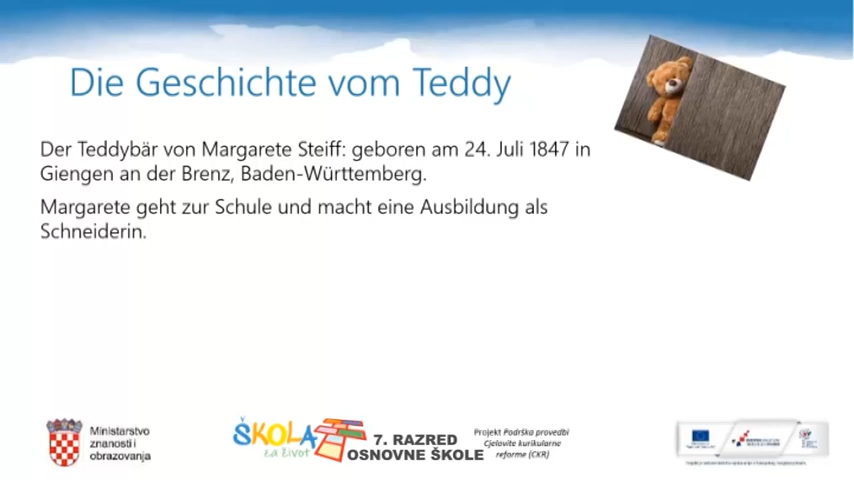 Die Geschichte vom Teddy
Der Teddybär von Margarete Steiff: geboren am 24. Juli 1847 in
Giengen an der Brenz, Baden-Württemberg.
Margarete geht zur Schule und macht eine Ausbildung als
Schneiderin.
Ministarstvo
znanosti i
obrazovanja
ŠKOLA
za život
7. RAZRED
OSNOVNE ŠKOLE
Projekt Podrška provedbi
Cjelovite kurikularne
reforme (CKR)